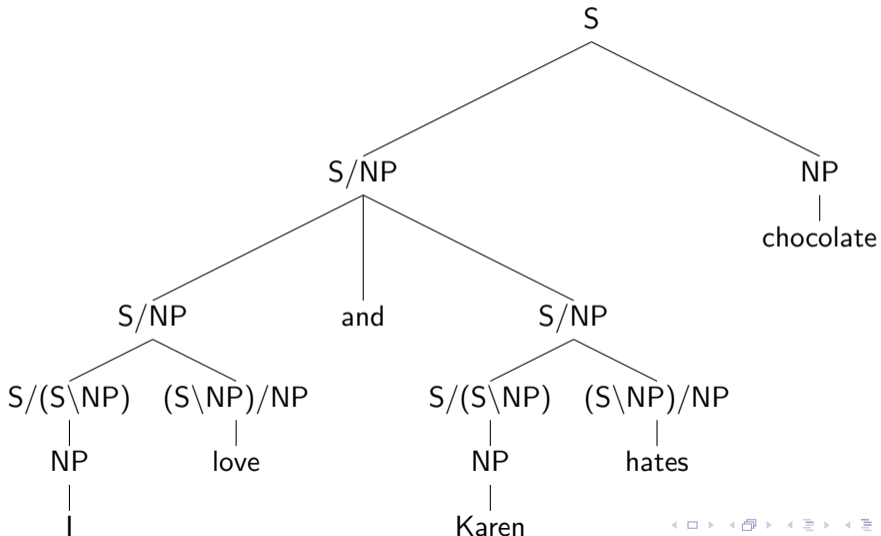 S
S/NP NP
chocolate
S/NP and S/NP
S/(S\NP) (S\NP)/NP S/(S\NP) (S\NP)/NP
NP love NP hates
I Karen